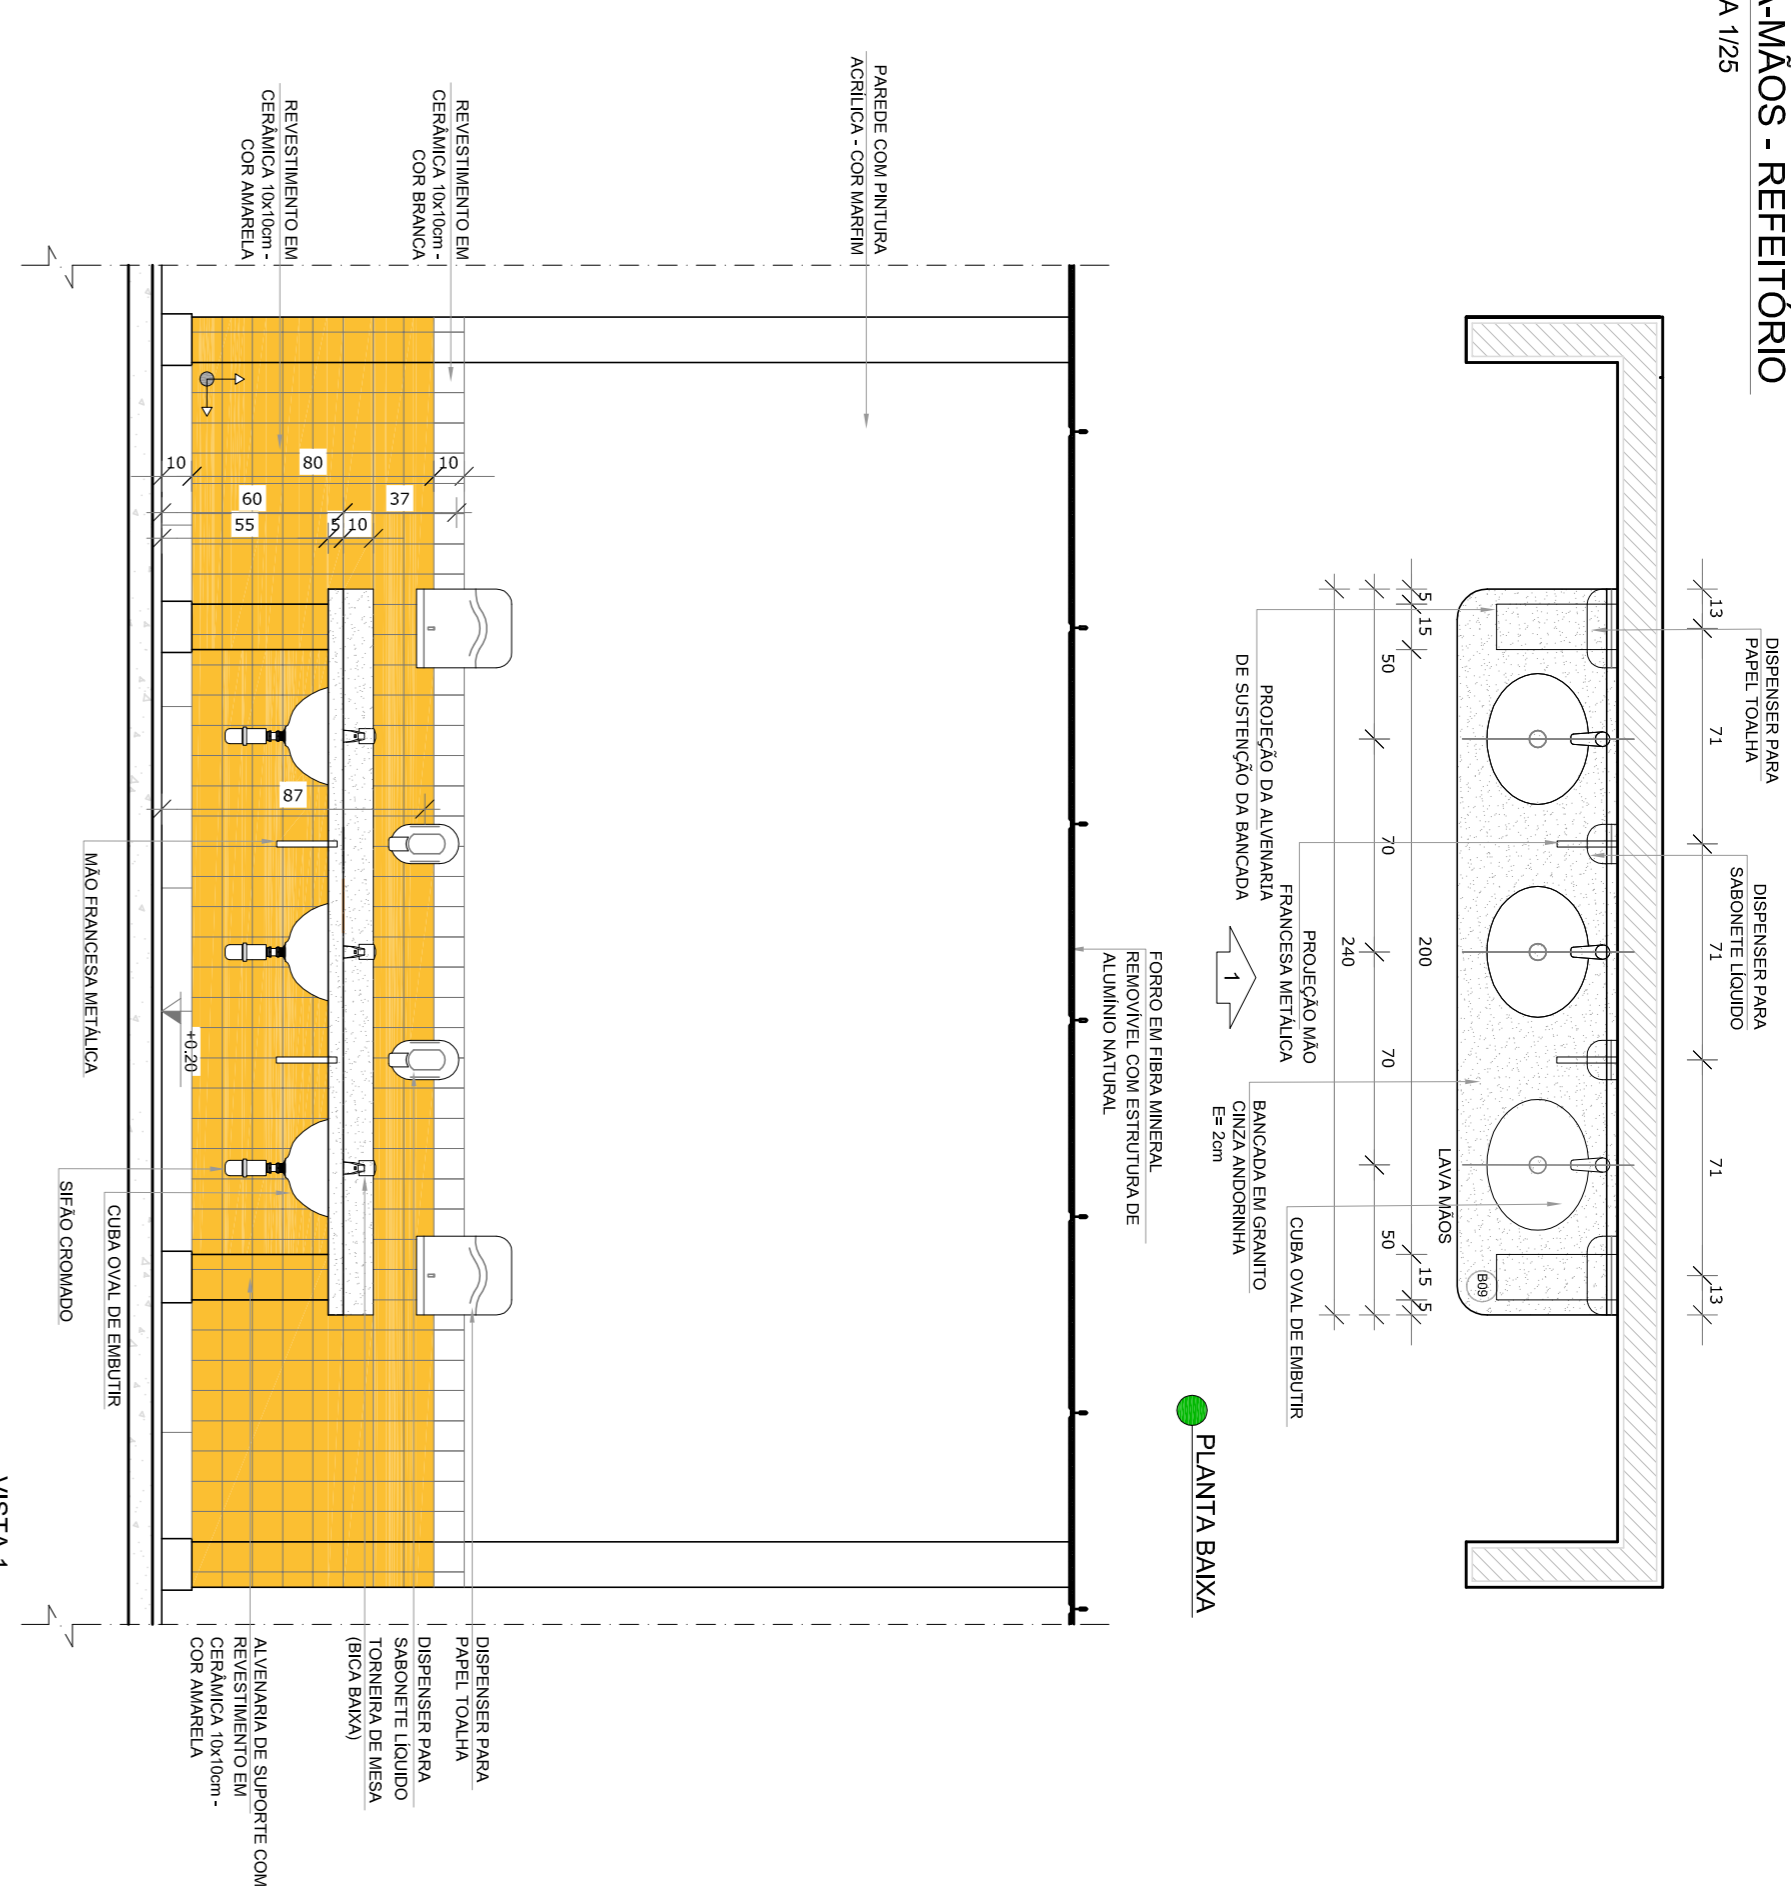 A-MÃOS - REFEITÓRIO
A 1/25
DISPENSER PARA
PAPEL TOALHA
DISPENSER PARA
SABONETE LÍQUIDO
13
71
71
71
13
LAVA MÃOS
B09
5
15
200
15
5
50
70
70
50
240
PROJEÇÃO DA ALVENARIA
DE SUSTENÇÃO DA BANCADA
PROJEÇÃO MÃO
FRANCESA METÁLICA
BANCADA EM GRANITO
CINZA ANDORINHA
E= 2cm
CUBA OVAL DE EMBUTIR
1
PLANTA BAIXA
FORRO EM FIBRA MINERAL
REMOVÍVEL COM ESTRUTURA DE
ALUMÍNIO NATURAL
PAREDE COM PINTURA
ACRÍLICA - COR MARFIM
REVESTIMENTO EM
CERÂMICA 10x10cm -
COR BRANCA
REVESTIMENTO EM
CERÂMICA 10x10cm -
COR AMARELA
10
80
10
37
60
10
5
55
87
+0.20
DISPENSER PARA
PAPEL TOALHA
DISPENSER PARA
SABONETE LÍQUIDO
TORNEIRA DE MESA
(BICA BAIXA)
ALVENARIA DE SUPORTE COM
REVESTIMENTO EM
CERÂMICA 10x10cm -
COR AMARELA
MÃO FRANCESA METÁLICA
CUBA OVAL DE EMBUTIR
SIFÃO CROMADO
VISTA 1